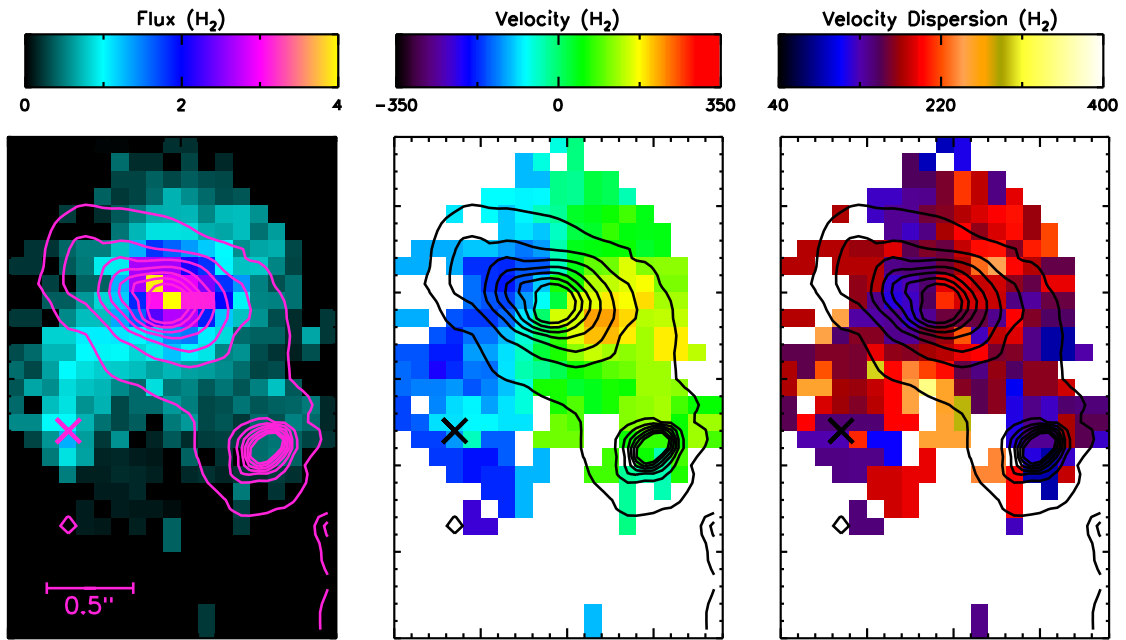 Flux (H₂)
0 2 4
0.5"
Velocity (H₂)
−350 0 350
Velocity Dispersion (H₂)
40 220 400